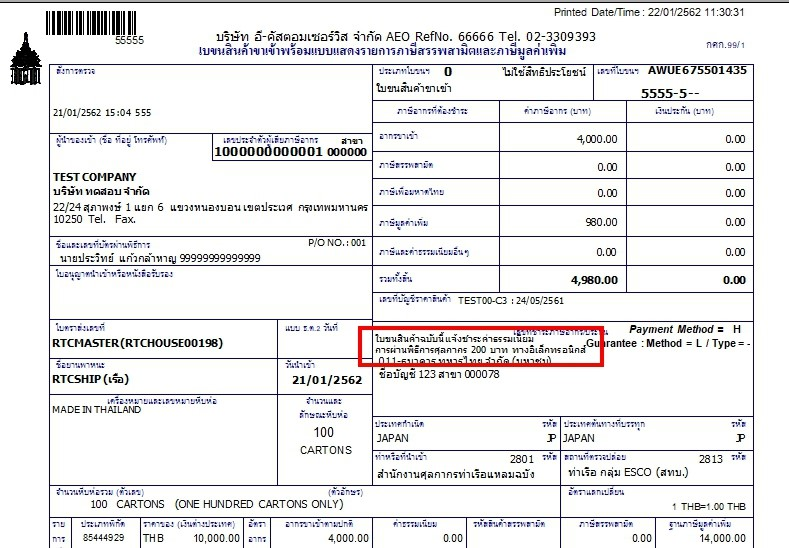 Printed Date/Time : 22/01/2562 11:30:31
55555
บริษัท อี-คัสตอมเซอร์วิส จำกัด AEO RefNo. 66666 Tel. 02-3309393
ใบขนสินค้าขาเข้าพร้อมแบบแสดงรายการภาษีสรรพสามิตและภาษีมูลค่าเพิ่ม
กศก.99/1
สั่งการตรวจ
21/01/2562 15:04 555
ประเภทใบขนฯ 0 ไม่ใช้สิทธิประโยชน์
ใบขนสินค้าขาเข้า
เลขที่ใบขนฯ AWUE675501435
5555-5--
ภาษีอากรที่ต้องชำระ ค่าภาษีอากร (บาท) เงินประกัน (บาท)
อากรขาเข้า 4,000.00 0.00
ภาษีสรรพสามิต 0.00 0.00
ภาษีเพื่อมหาดไทย 0.00 0.00
ภาษีมูลค่าเพิ่ม 980.00 0.00
ภาษีและค่าธรรมเนียมอื่นๆ 0.00 0.00
รวมทั้งสิ้น 4,980.00 0.00
ผู้นำของเข้า (ชื่อ ที่อยู่ โทรศัพท์)
เลขประจำตัวผู้เสียภาษีอากร สาขา
1000000000001 000000
TEST COMPANY
บริษัท ทดสอบ จำกัด
22/24 สุภาพงษ์ 1 แยก 6 แขวงหนองบอน เขตประเวศ กรุงเทพมหานคร
10250 Tel. Fax.
ชื่อและเลขที่บัตรผ่านพิธีการ P/O NO.: 001
นายประวิทย์ แก้วกล้าหาญ 99999999999999
ใบอนุญาตนำเข้าหรือหนังสือรับรอง
เลขที่บัญชีราคาสินค้า TEST00-C3 : 24/05/2561
ใบตราส่งเลขที่
RTCMASTER(RTCHOUSE00198)
แบบ ธ.ต.2 วันที่
เลขที่ชำระภาษีอากร/ประกัน Payment Method = H
ใบขนสินค้าฉบับนี้แจ้งชำระค่าธรรมเนียม
Guarantee : Method = L / Type = -
การผ่านพิธีการศุลกากร 200 บาท ทางอิเล็กทรอนิกส์
011-ธนาคาร ทหารไทย จำกัด (มหาชน)
ชื่อบัญชี 123 สาขา 000078
ชื่อยานพาหนะ
RTCSHIP (เรือ)
วันนำเข้า
21/01/2562
เครื่องหมายและเลขหมายหีบห่อ
MADE IN THAILAND
จำนวนและ
ลักษณะหีบห่อ
100
CARTONS
ประเทศกำเนิด รหัส ประเทศต้นทางที่บรรทุก รหัส
JAPAN JP JAPAN JP
ท่าหรือที่นำเข้า 2801 รหัส สถานที่ตรวจปล่อย 2813 รหัส
สำนักงานศุลกากรท่าเรือแหลมฉบัง ท่าเรือ กลุ่ม ESCO (สทบ.)
จำนวนหีบห่อรวม (ตัวเลข) (ตัวอักษร)
100 CARTONS (ONE HUNDRED CARTONS ONLY)
อัตราแลกเปลี่ยน
1 THB=1.00 THB
ราย ประเภทพิกัด ราคาของ (เงินต่างประเทศ) อัตรา อากรขาเข้าตามปกติ ค่าธรรมเนียม รหัสสินค้าสรรพสามิต ภาษีสรรพสามิต ฐานภาษีมูลค่าเพิ่ม
การ 85444929 THB 10,000.00 อากร 4,000.00 0.00 0.00 14,000.00